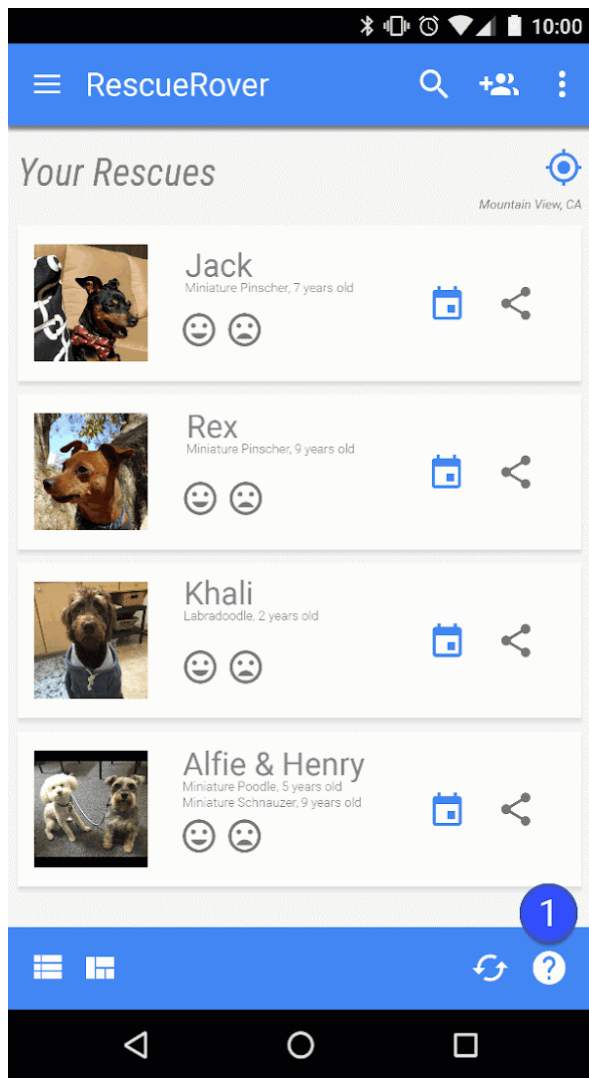 10:00
RescueRover
Your Rescues
Mountain View, CA
Jack
Miniature Pinscher, 7 years old
Rex
Miniature Pinscher, 9 years old
Khali
Labradoodle, 2 years old
Alfie & Henry
Miniature Poodle, 5 years old
Miniature Schnauzer, 9 years old
1
?